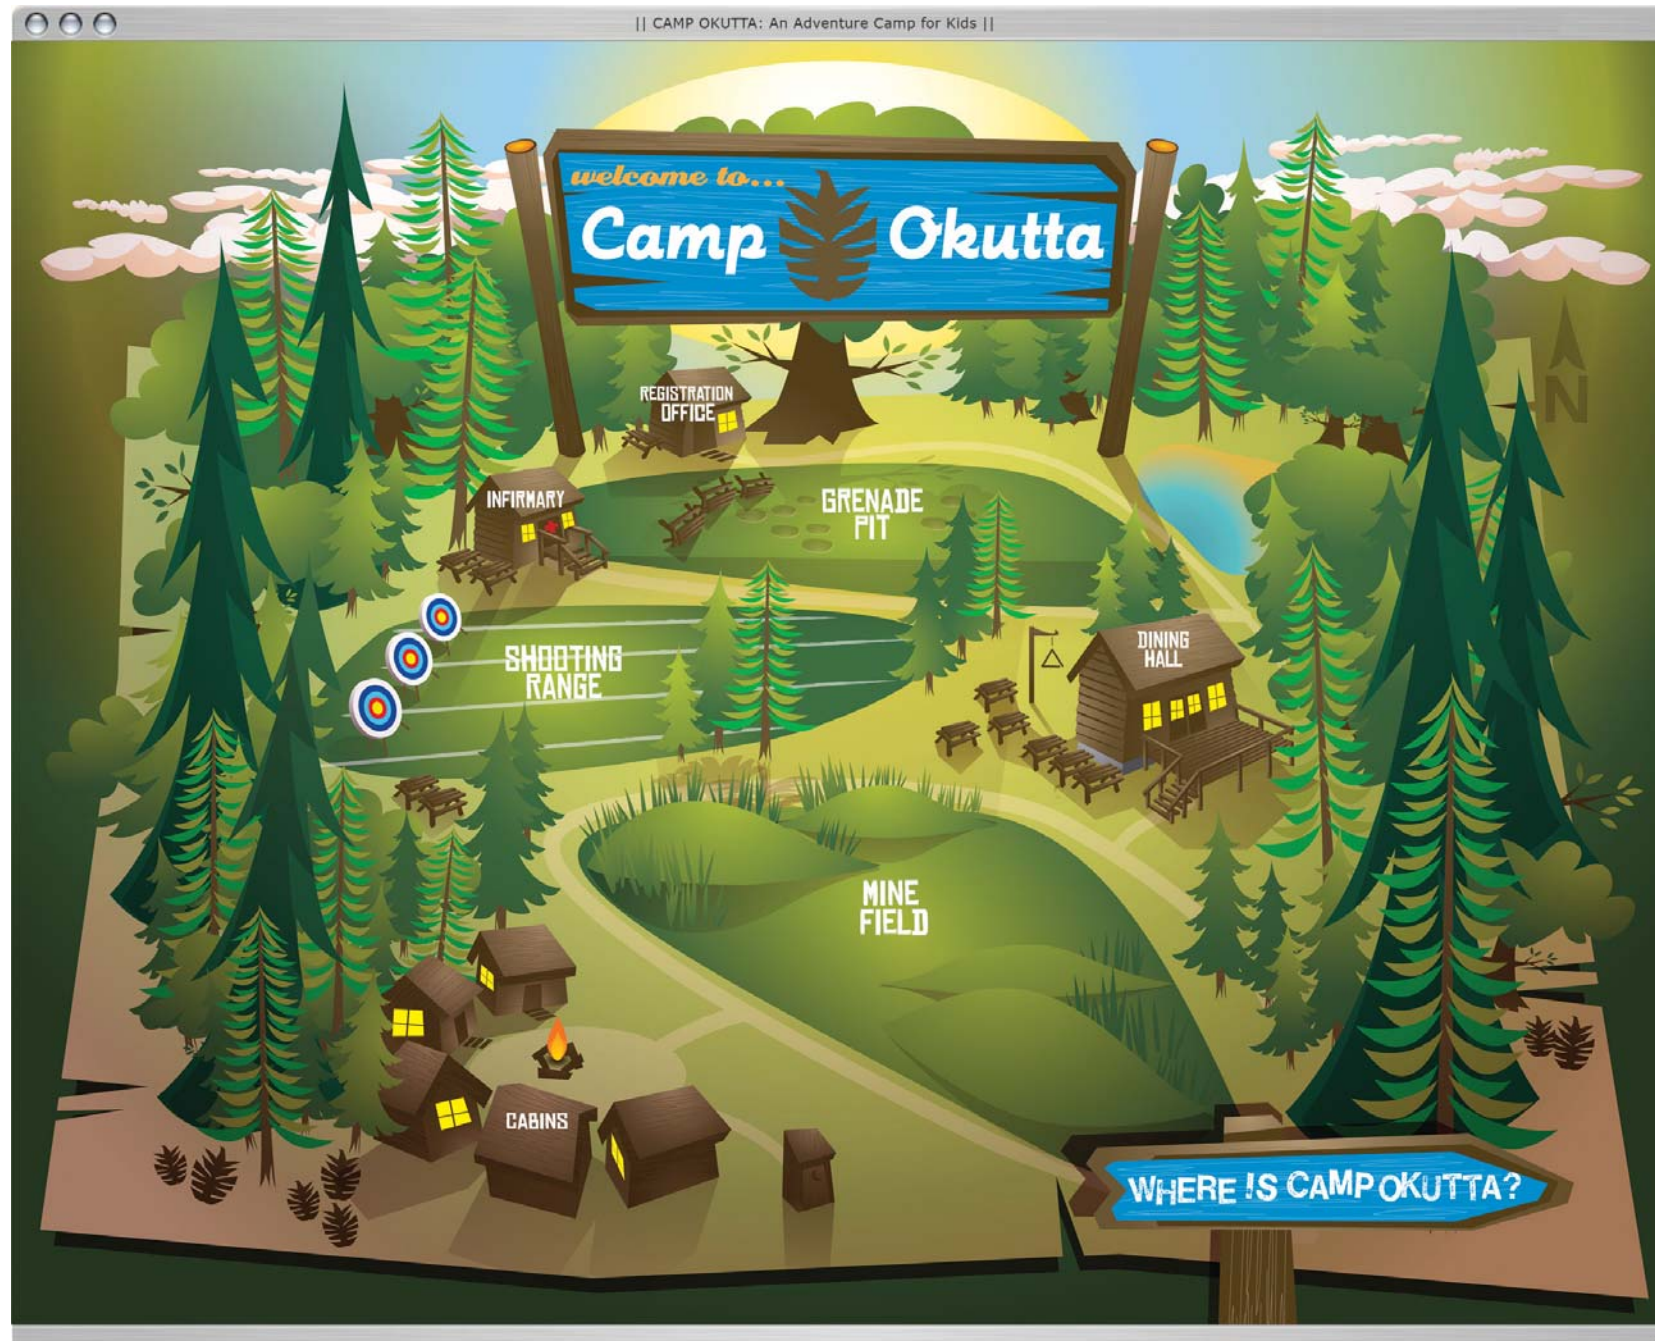 || CAMP OKUTTA: An Adventure Camp for Kids ||
welcome to...
Camp Okutta
REGISTRATION
OFFICE
INFIRMARY
GRENADE
PIT
N
SHOOTING
RANGE
DINING
HALL
MINE
FIELD
CABINS
WHERE IS CAMP OKUTTA?